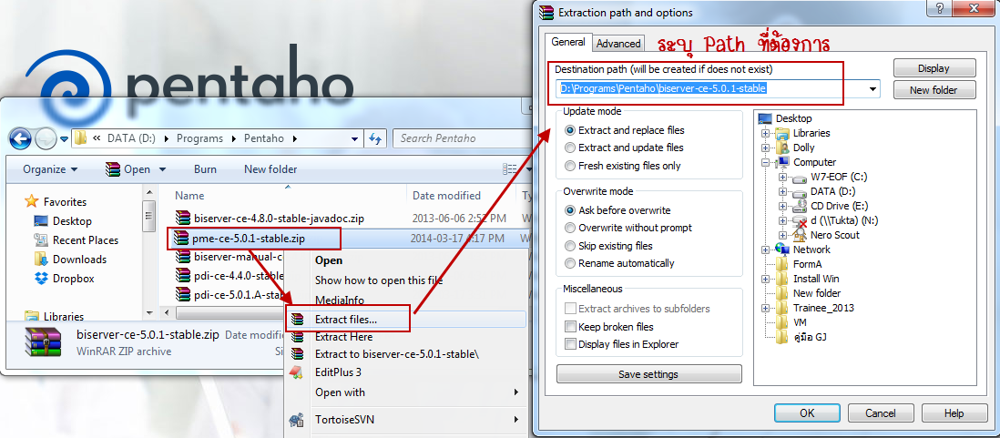 pentaho
DATA (D:) Programs Pentaho
Search Pentaho
Organize
Open
Burn
New folder
Name
Date modified
Favorites
Desktop
Recent Places
Downloads
Dropbox
Libraries
biserver-ce-4.8.0-stable-javadoc.zip
2013-06-06 2:52 PM
pme-ce-5.0.1-stable.zip
2014-03-17 4:17 PM
biserver-manual-c
pdi-ce-4.4.0-stable
pdi-ce-5.0.1.A-stab
biserver-ce-5.0.1-stable.zip
Date modifi
WinRAR ZIP archive
Open
Show how to open this file
MediaInfo
Extract files...
Extract Here
Extract to biserver-ce-5.0.1-stable\
EditPlus 3
Open with
TortoiseSVN
Extraction path and options
General
Advanced
ระบุ Path ที่ต้องการ
Destination path (will be created if does not exist)
D:\Programs\Pentaho\biserver-ce-5.0.1-stable
Display
New folder
Update mode
Extract and replace files
Extract and update files
Fresh existing files only
Overwrite mode
Ask before overwrite
Overwrite without prompt
Skip existing files
Rename automatically
Miscellaneous
Extract archives to subfolders
Keep broken files
Display files in Explorer
Save settings
Desktop
Libraries
Dolly
Computer
W7-EOF (C:)
DATA (D:)
CD Drive (E:)
d (\\Tukta) (N:)
Nero Scout
Network
FormA
Install Win
New folder
Trainee_2013
VM
คู่มือ GJ
OK
Cancel
Help